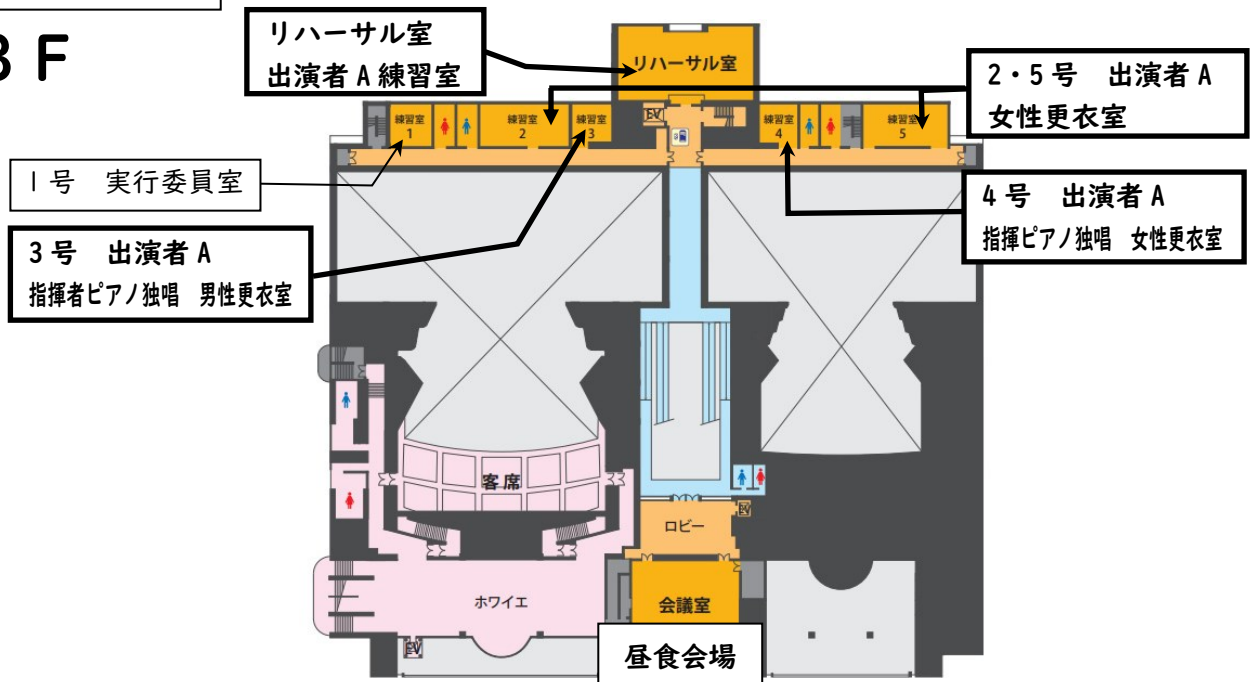 3 F
リハーサル室
出演者 A 練習室
リハーサル室
2・5 号　出演者 A
女性更衣室
練習室
1
練習室
2
練習室
3
EV
練習室
4
練習室
5
1 号　実行委員室
4 号　出演者 A
指揮ピアノ独唱　女性更衣室
3 号　出演者 A
指揮者ピアノ独唱　男性更衣室
客席
EV
ロビー
ホワイエ
会議室
EV
昼食会場